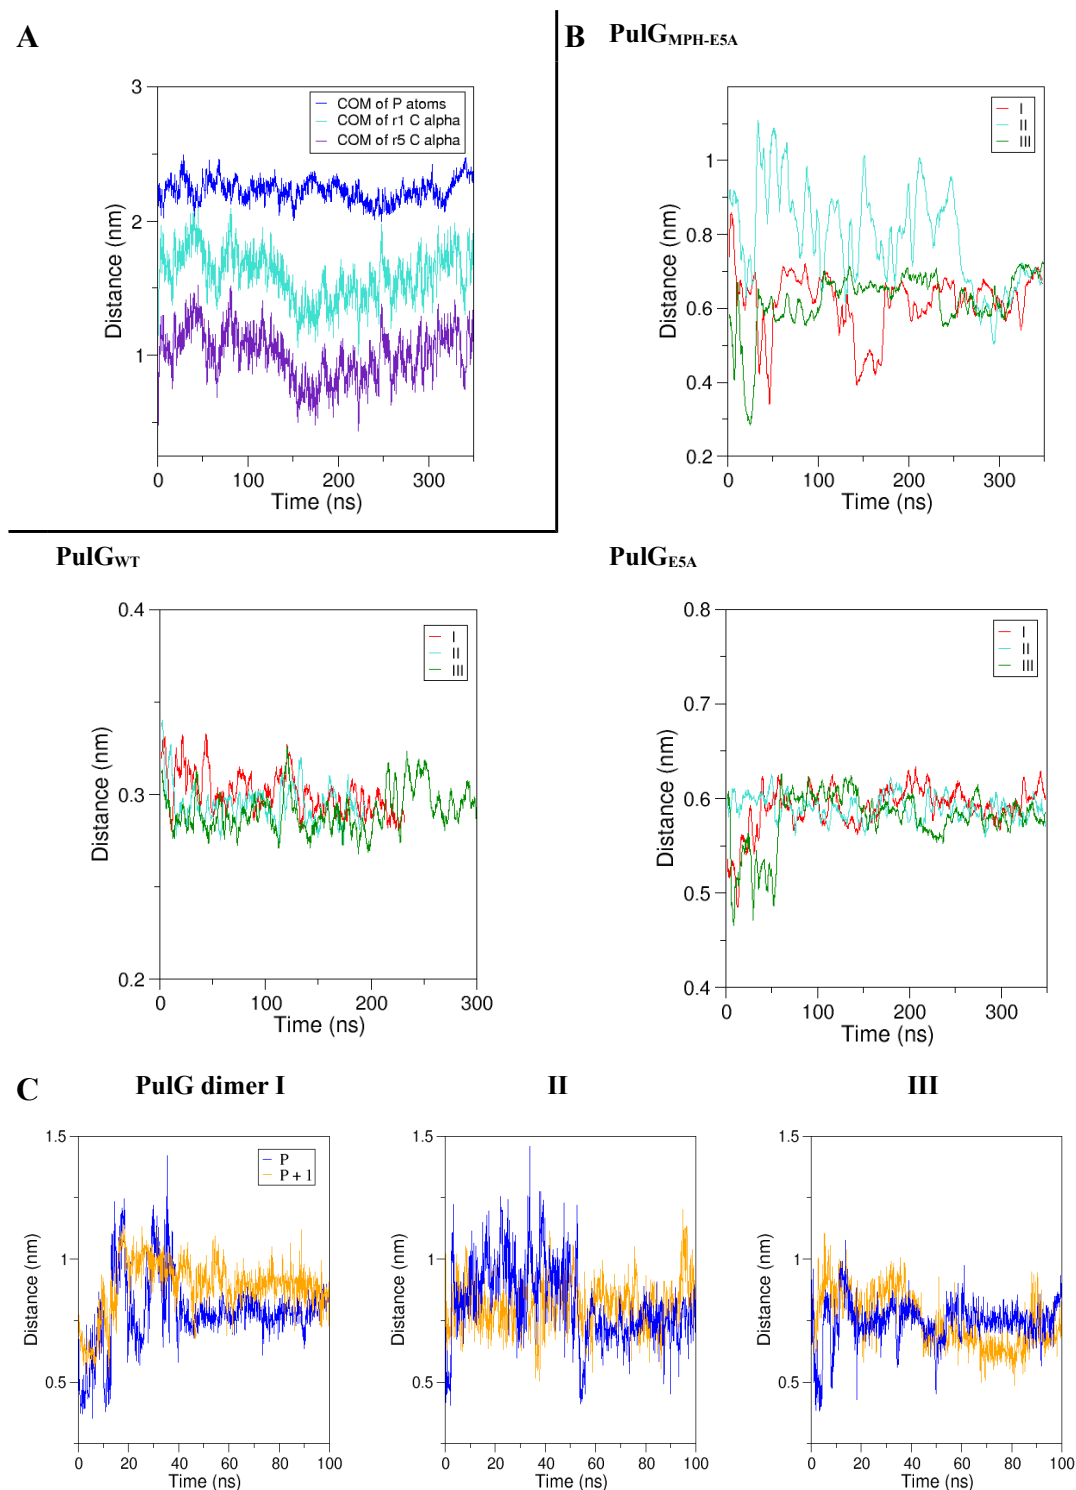 A
3
2
1
Distance (nm)
COM of P atoms
COM of r1 C alpha
COM of r5 C alpha
0 100 200 300
Time (ns)
B PulG MPH-E5A
1
0.8
0.6
0.4
0.2
Distance (nm)
I
II
III
0 100 200 300
Time (ns)
PulG WT
0.4
0.3
0.2
Distance (nm)
I
II
III
0 100 200 300
Time (ns)
PulG E5A
0.8
0.7
0.6
0.5
0.4
Distance (nm)
I
II
III
0 100 200 300
Time (ns)
C PulG dimer I
1.5
1
0.5
Distance (nm)
P
P + 1
0 20 40 60 80 100
Time (ns)
II
1.5
1
0.5
Distance (nm)
0 20 40 60 80 100
Time (ns)
III
1.5
1
0.5
Distance (nm)
0 20 40 60 80 100
Time (ns)